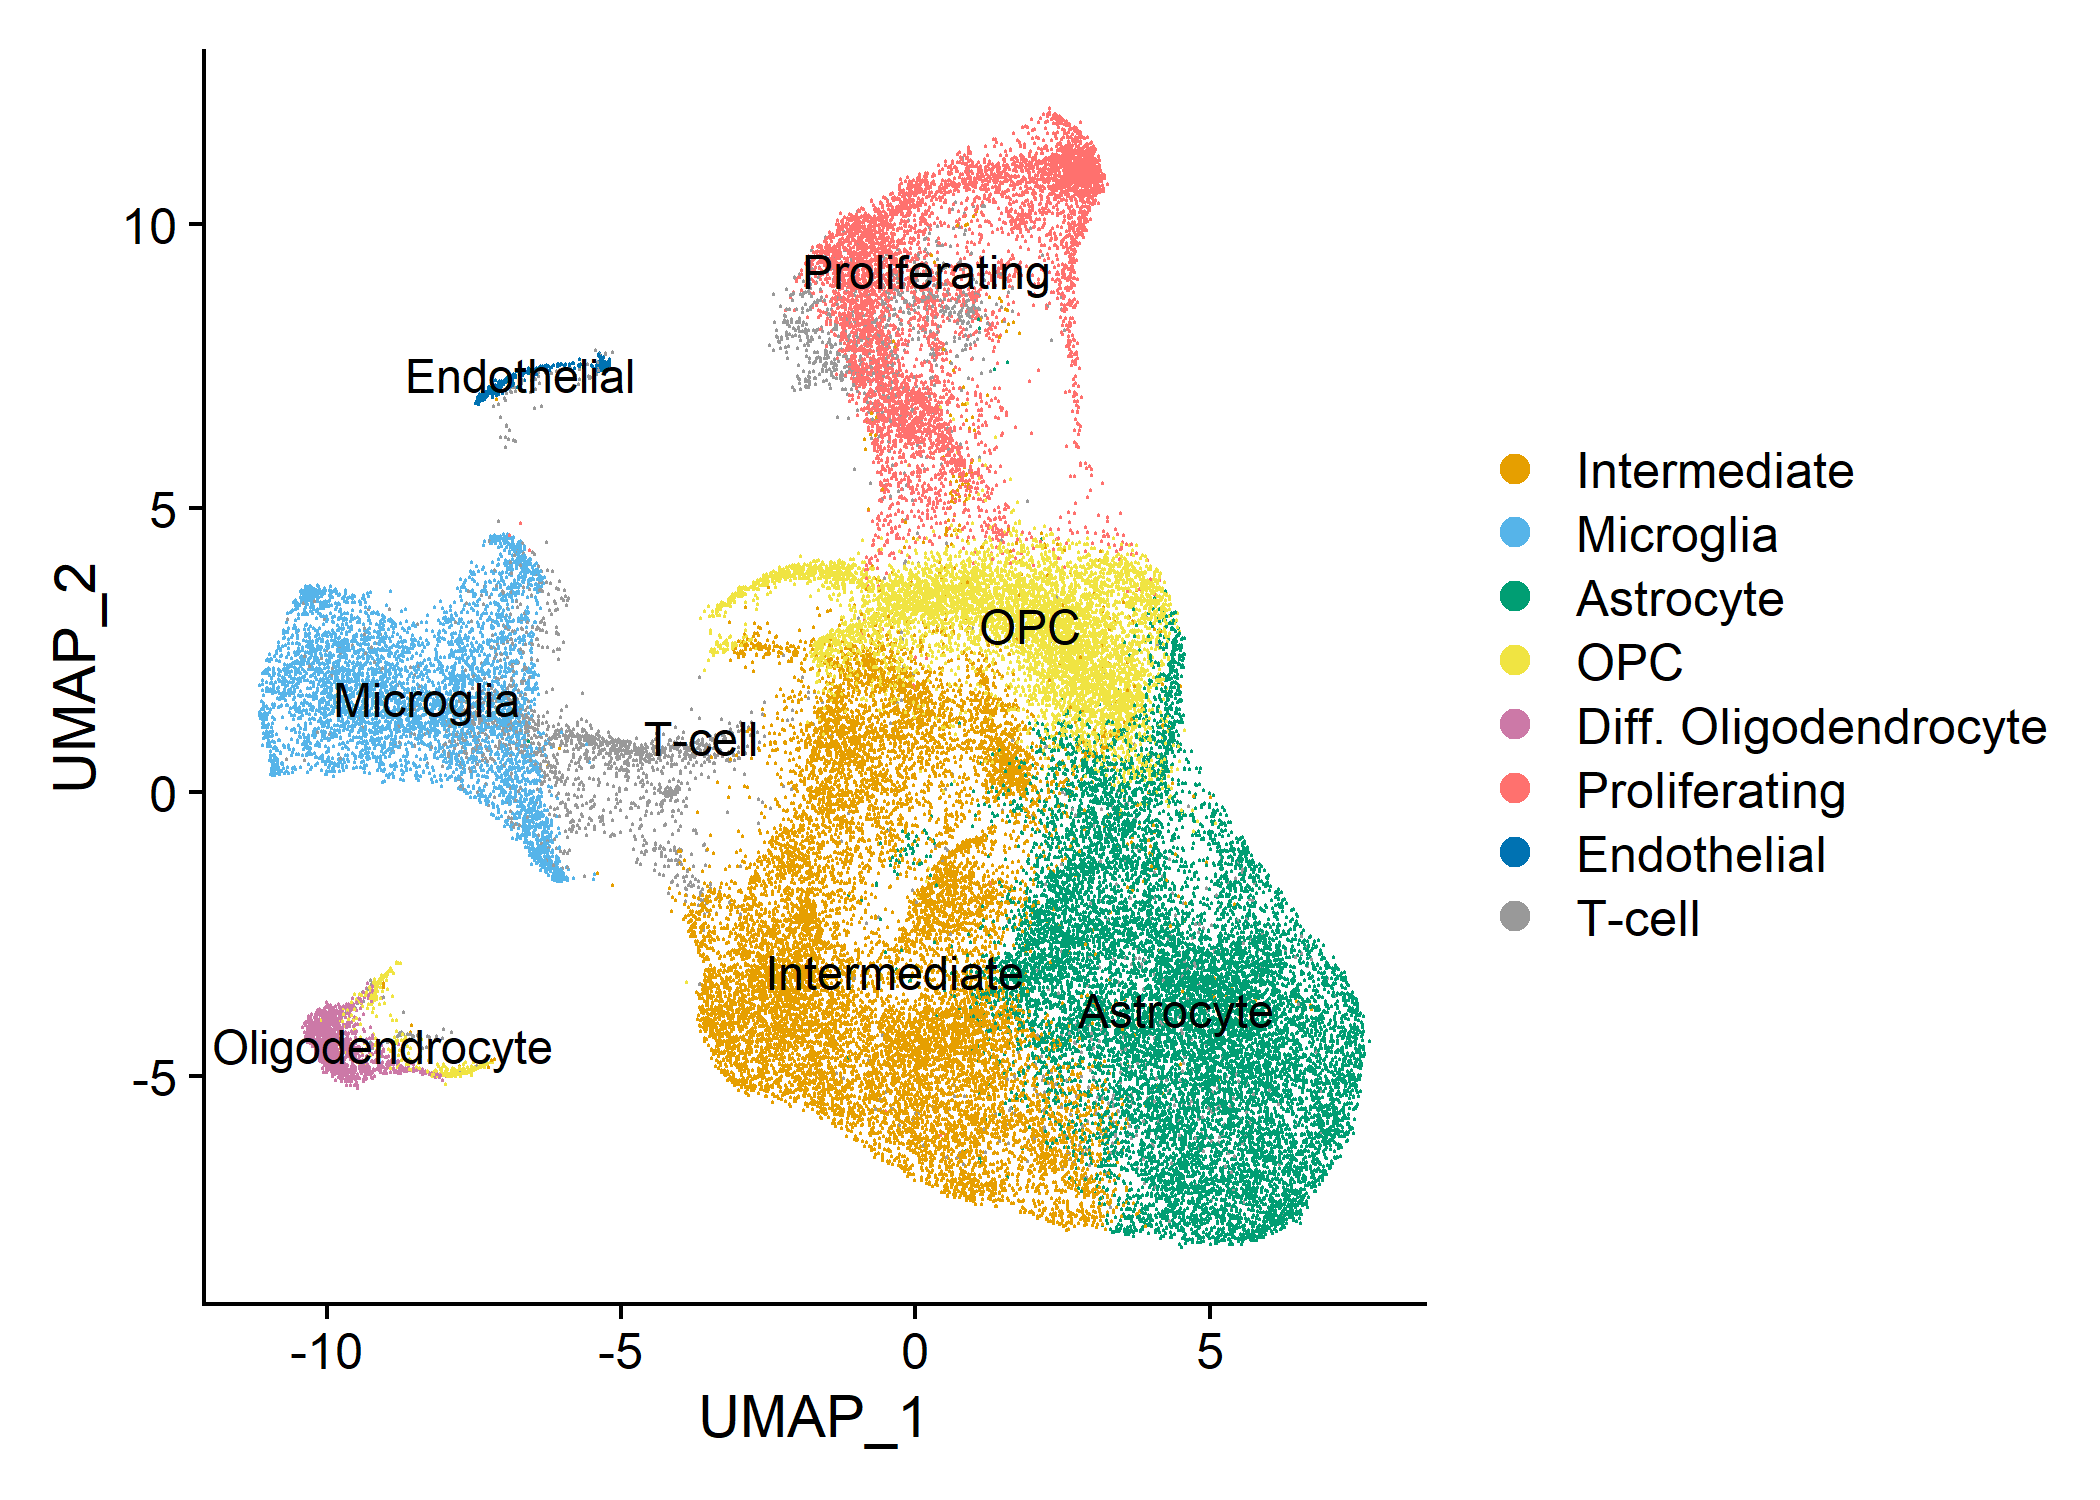 10
5
0
-5
UMAP_2
-10
-5
0
5
UMAP_1
Proliferating
Endothelial
OPC
Microglia
T-cell
Intermediate
Astrocyte
Oligodendrocyte
Intermediate
Microglia
Astrocyte
OPC
Diff. Oligodendrocyte
Proliferating
Endothelial
T-cell